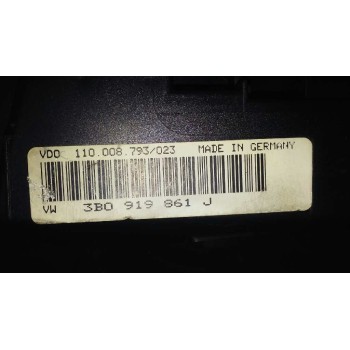 VDO 110.008.793/023 MADE IN GERMANY
VW 3B0 919 861 J